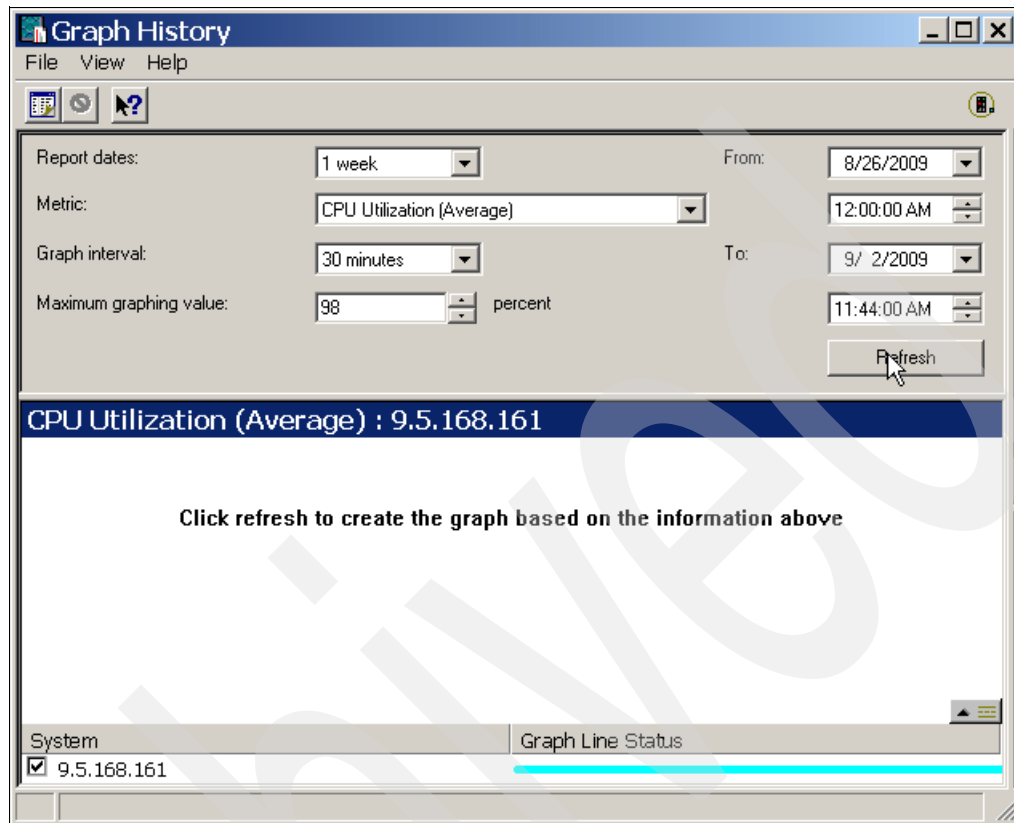 Graph History
File View Help
Report dates: 1 week From: 8/26/2009
Metric: CPU Utilization (Average) 12:00:00 AM
Graph interval: 30 minutes To: 9/ 2/2009
Maximum graphing value: 98 percent 11:44:00 AM
Refresh
CPU Utilization (Average) : 9.5.168.161
Click refresh to create the graph based on the information above
System Graph Line Status
9.5.168.161